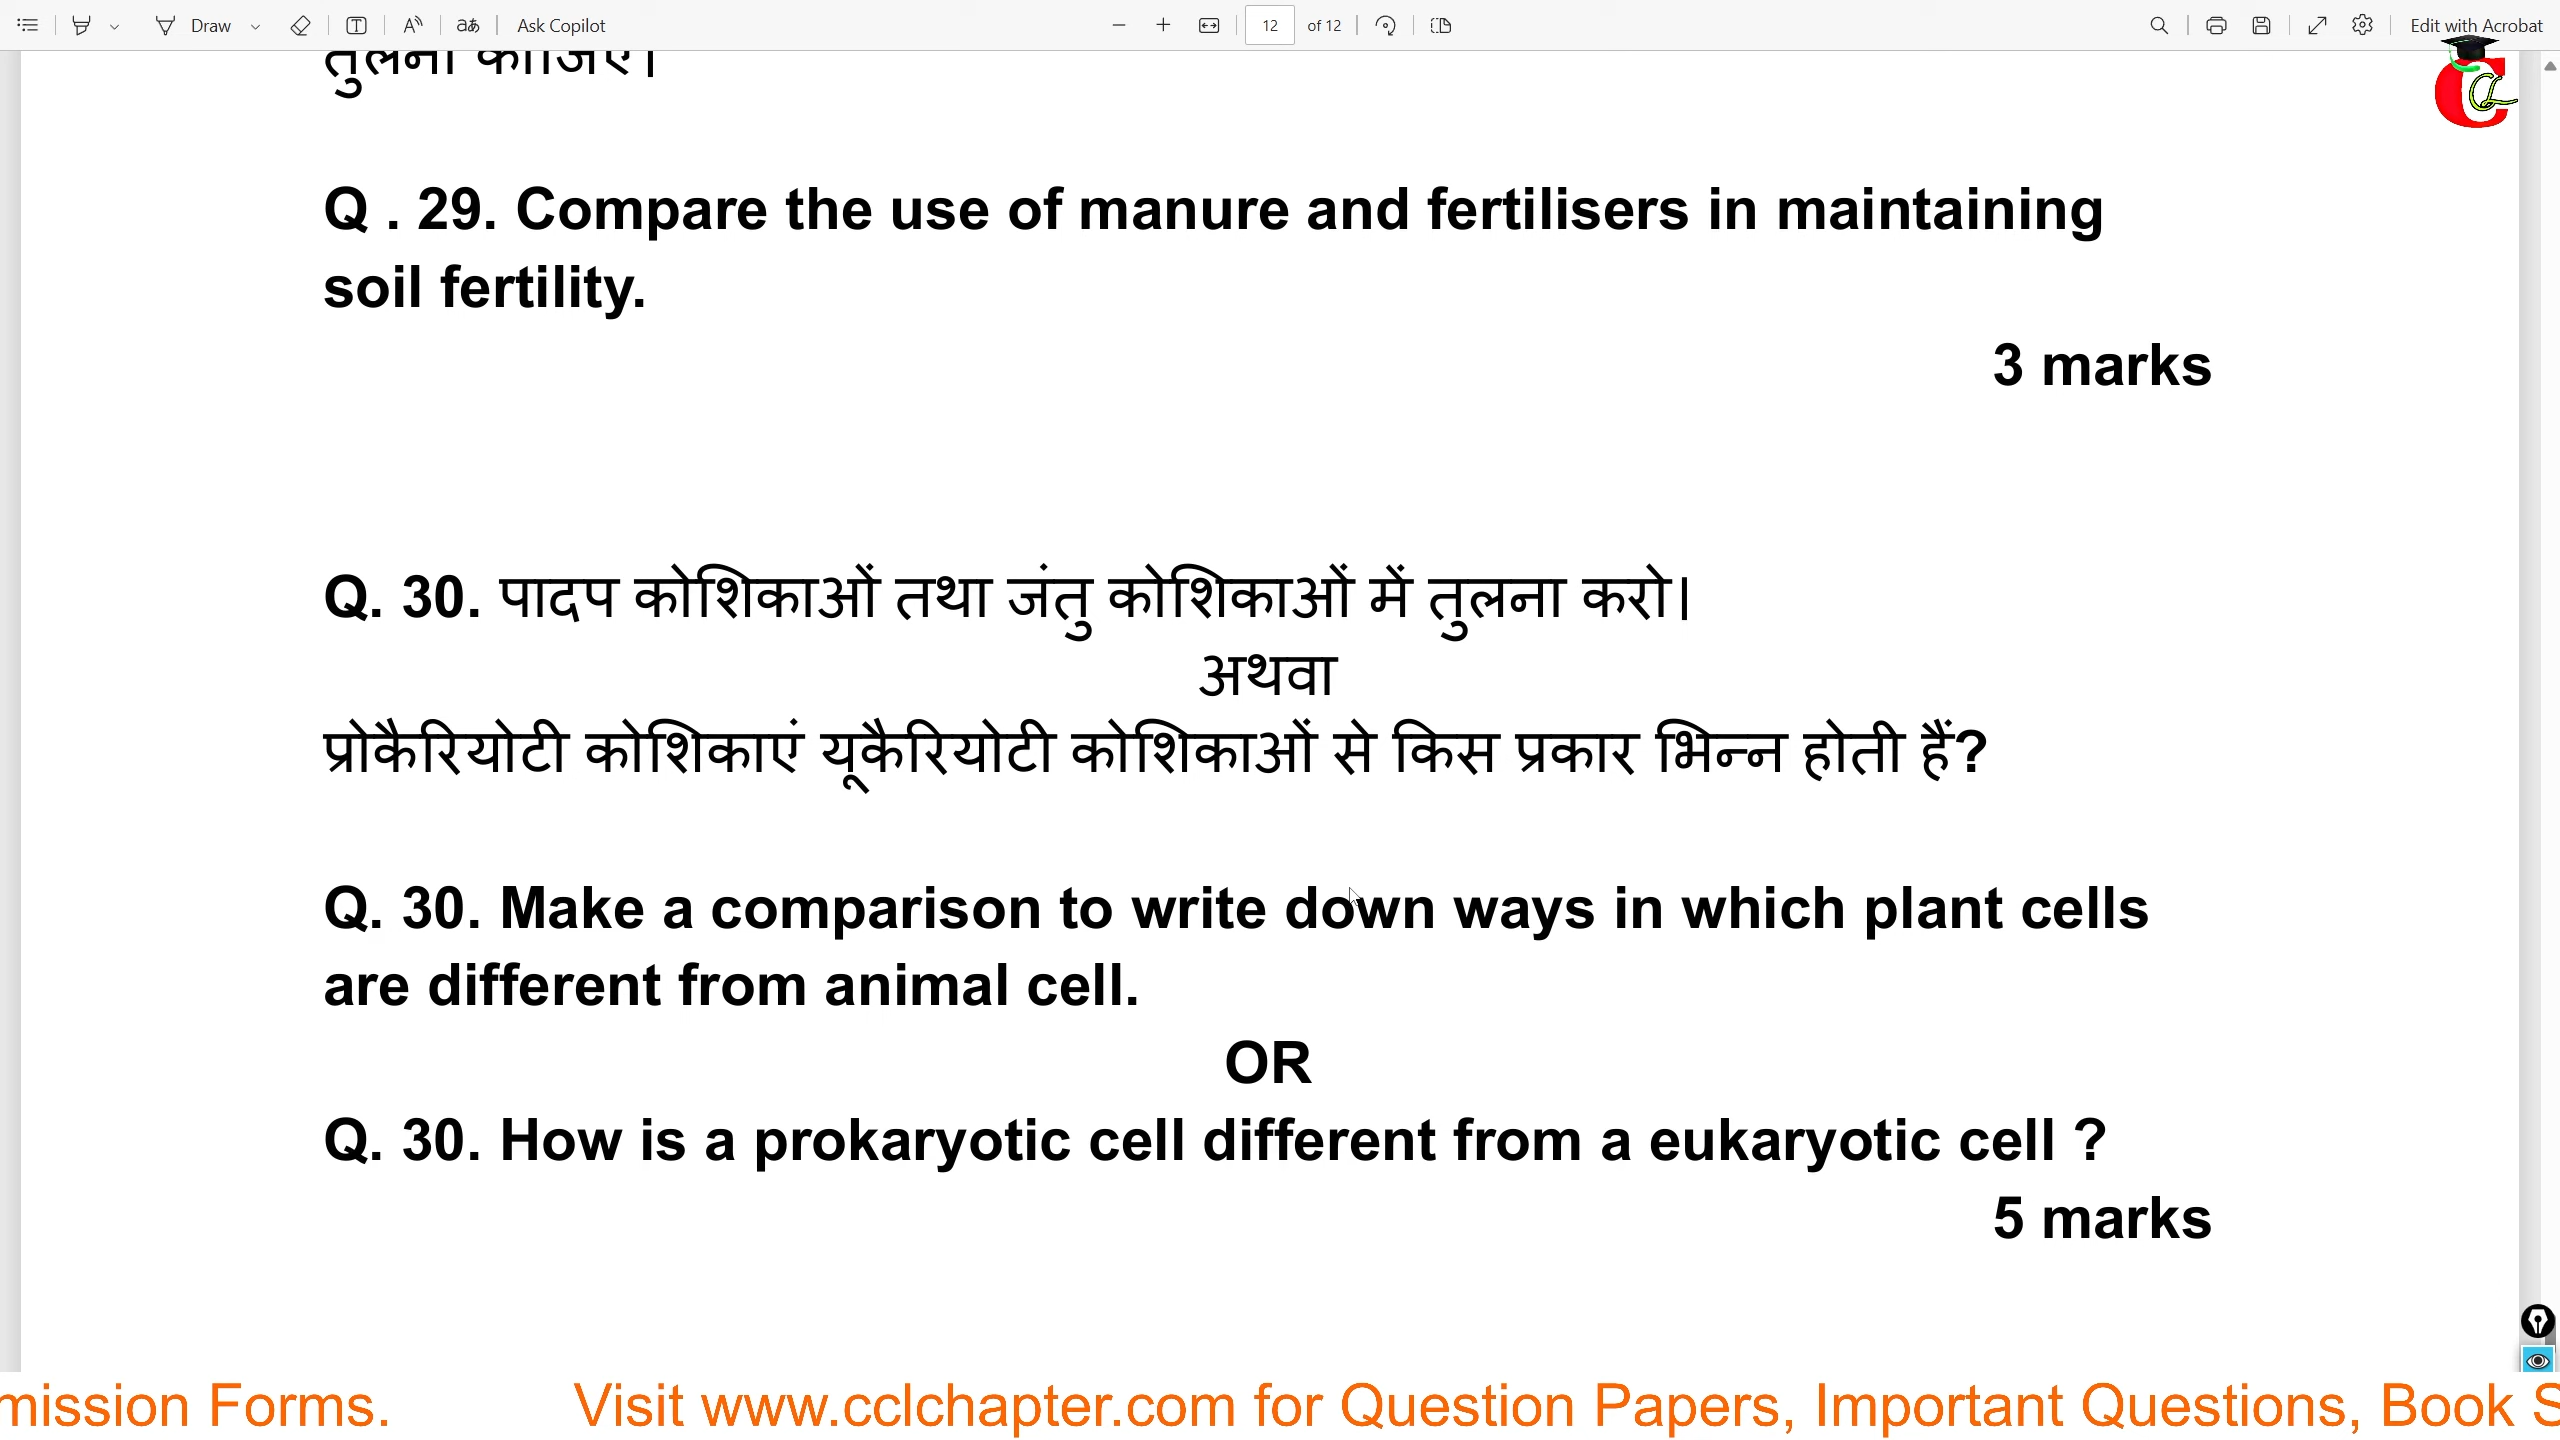 Draw
aあ
Ask Copilot
12 of 12
Edit with Acrobat
तुलना कीजिए।
Q . 29. Compare the use of manure and fertilisers in maintaining
soil fertility.
3 marks
Q. 30. पादप कोशिकाओं तथा जंतु कोशिकाओं में तुलना करो।
अथवा
प्रोकैरियोटी कोशिकाएं यूकैरियोटी कोशिकाओं से किस प्रकार भिन्न होती हैं?
Q. 30. Make a comparison to write down ways in which plant cells
are different from animal cell.
OR
Q. 30. How is a prokaryotic cell different from a eukaryotic cell ?
5 marks
mission Forms. Visit www.cclchapter.com for Question Papers, Important Questions, Book S